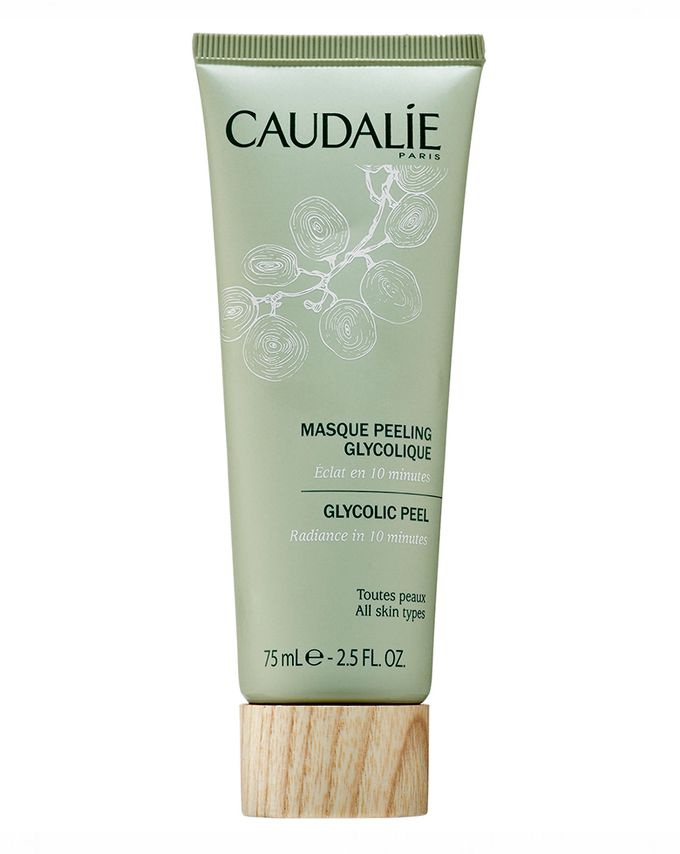 CAUDALÍE
PARIS
MASQUE PEELING
GLYCOLIQUE
Éclat en 10 minutes
GLYCOLIC PEEL
Radiance in 10 minutes
Toutes peaux
All skin types
75 mL ℮ - 2.5 FL. OZ.